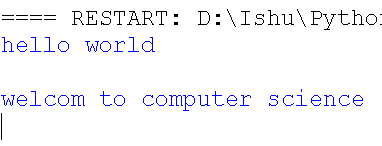 ==== RESTART: D:\Ishu\Pytho
hello world
welcom to computer science